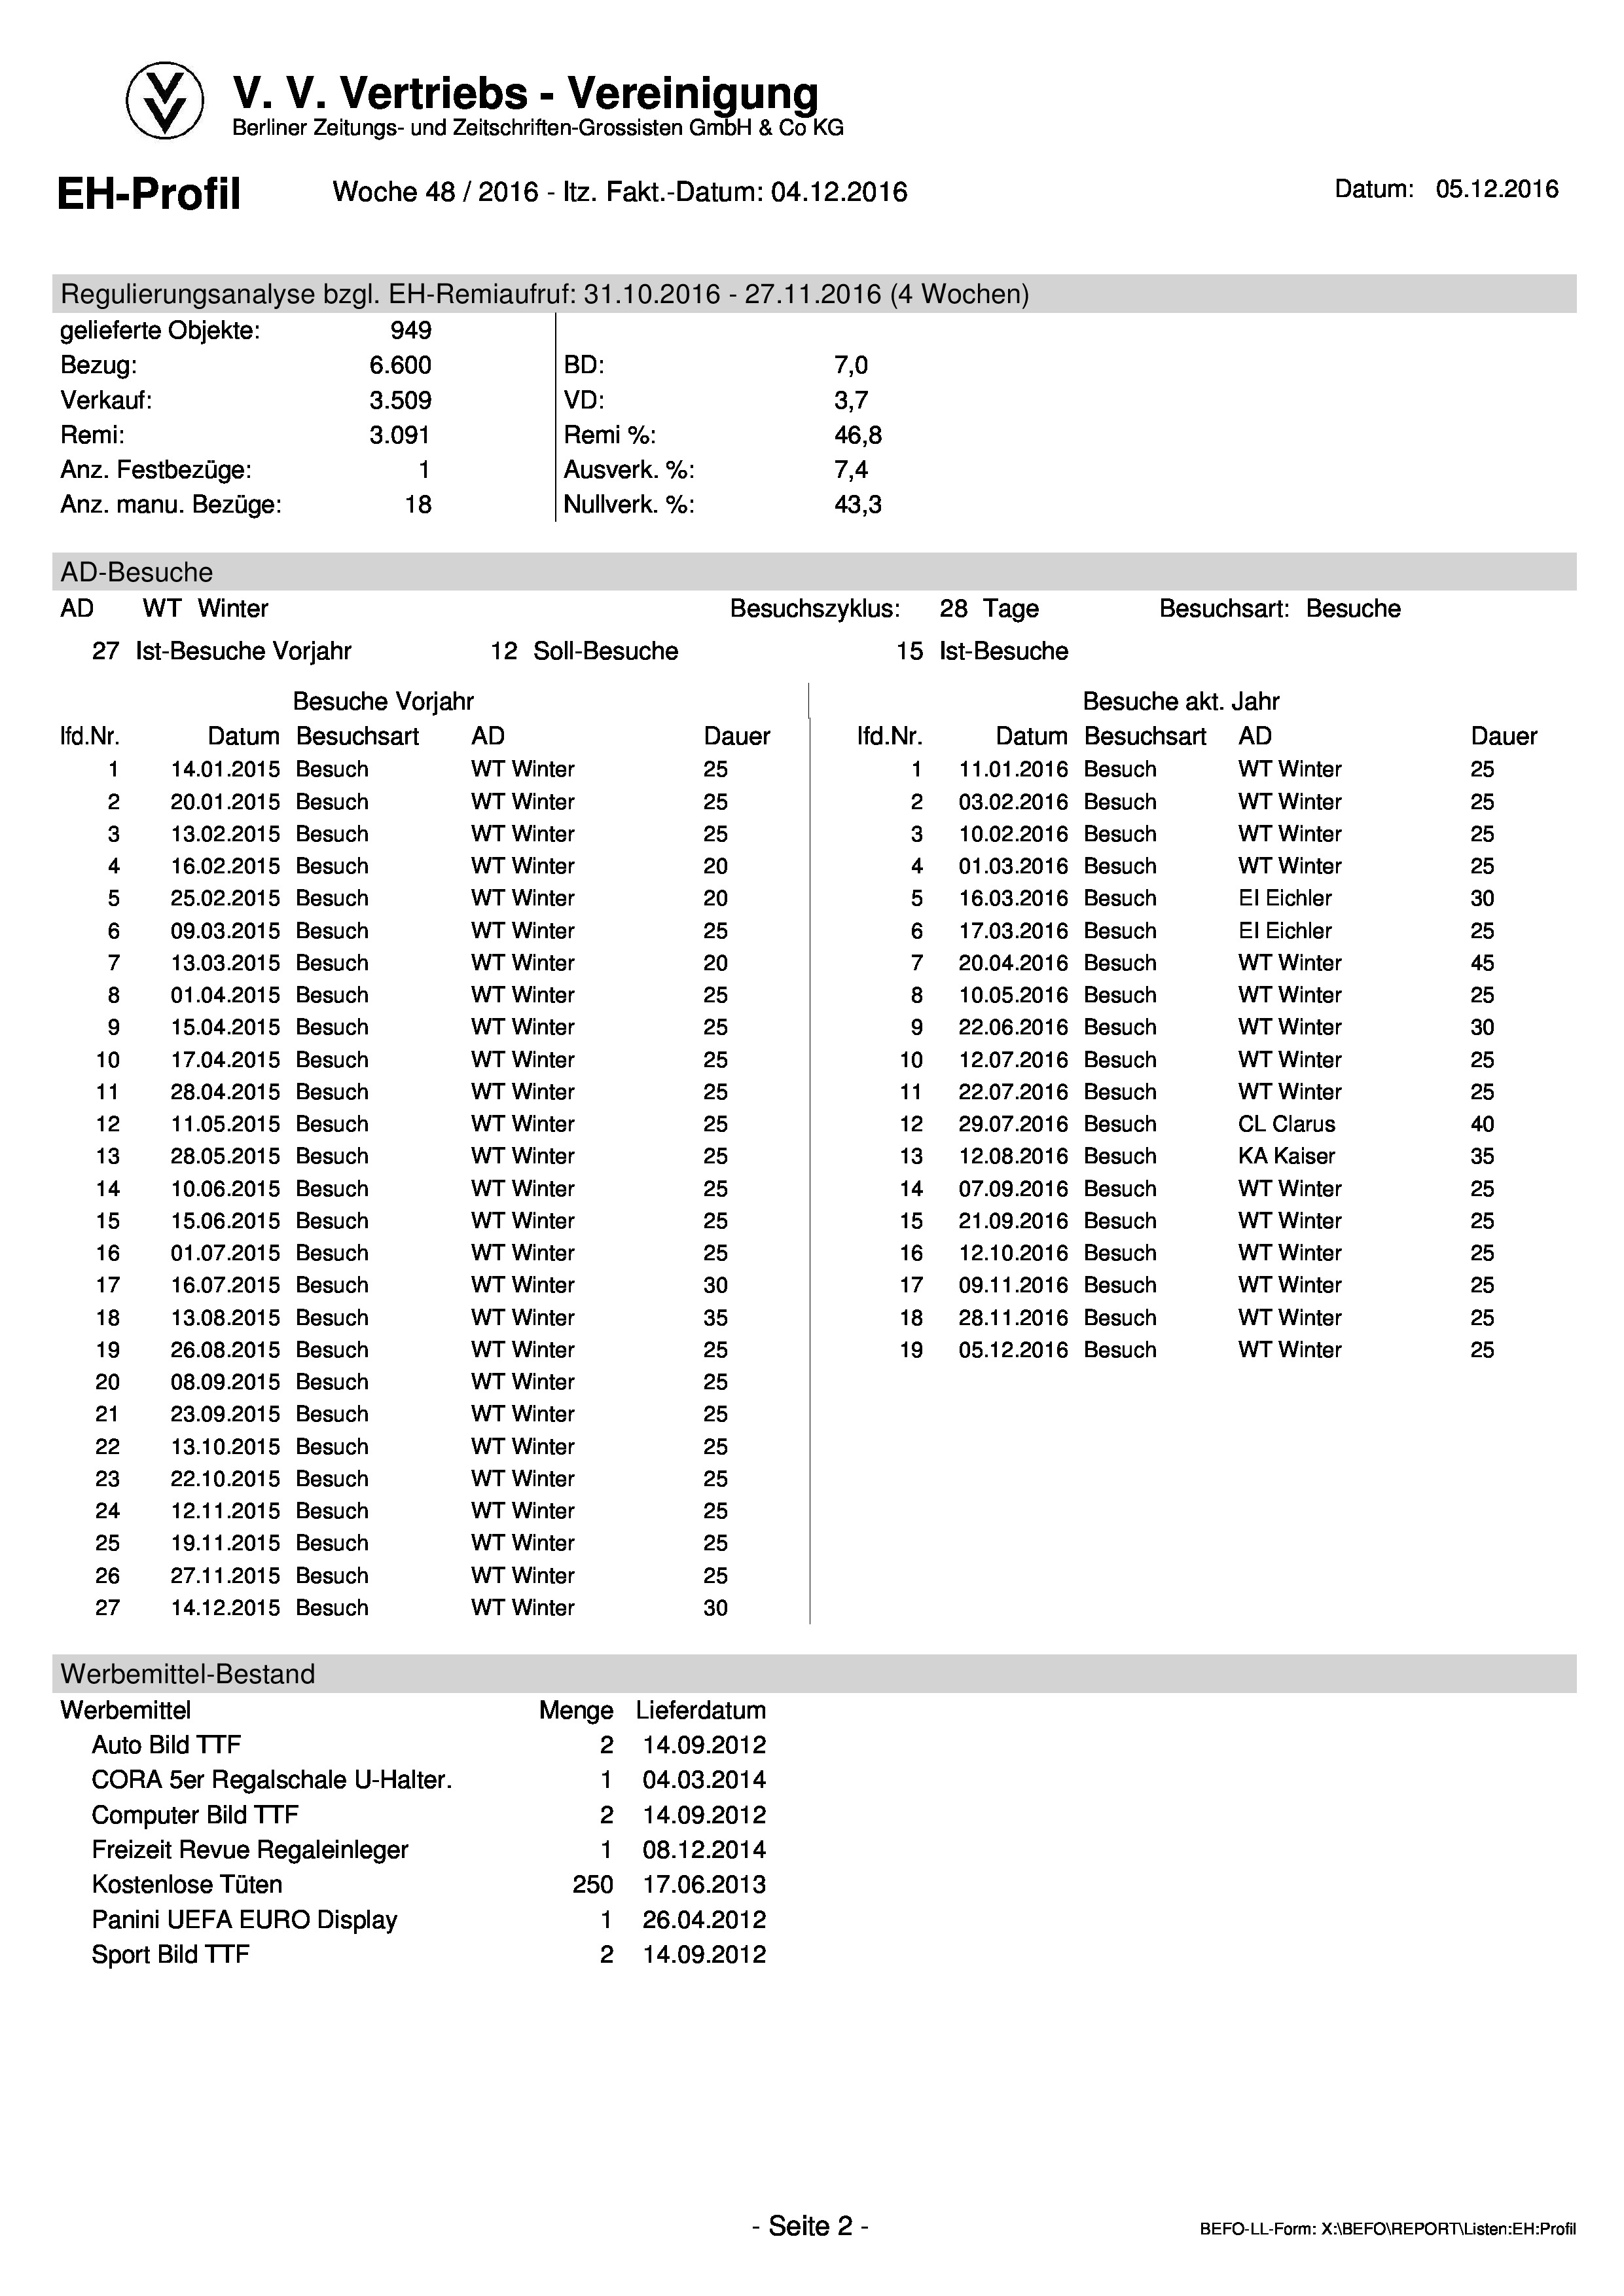 V. V. Vertriebs - Vereinigung
Berliner Zeitungs- und Zeitschriften-Grossisten GmbH & Co KG
EH-Profil Woche 48 / 2016 - ltz. Fakt.-Datum: 04.12.2016 Datum: 05.12.2016
Regulierungsanalyse bzgl. EH-Remiaufruf: 31.10.2016 - 27.11.2016 (4 Wochen)
gelieferte Objekte: 949
Bezug: 6.600 BD: 7,0
Verkauf: 3.509 VD: 3,7
Remi: 3.091 Remi %: 46,8
Anz. Festbezüge: 1 Ausverk. %: 7,4
Anz. manu. Bezüge: 18 Nullverk. %: 43,3
AD-Besuche
AD WT Winter Besuchszyklus: 28 Tage Besuchsart: Besuche
27 Ist-Besuche Vorjahr 12 Soll-Besuche 15 Ist-Besuche
Besuche Vorjahr Besuche akt. Jahr
lfd.Nr. Datum Besuchsart AD Dauer lfd.Nr. Datum Besuchsart AD Dauer
1 14.01.2015 Besuch WT Winter 25 1 11.01.2016 Besuch WT Winter 25
2 20.01.2015 Besuch WT Winter 25 2 03.02.2016 Besuch WT Winter 25
3 13.02.2015 Besuch WT Winter 25 3 10.02.2016 Besuch WT Winter 25
4 16.02.2015 Besuch WT Winter 20 4 01.03.2016 Besuch WT Winter 25
5 25.02.2015 Besuch WT Winter 20 5 16.03.2016 Besuch EI Eichler 30
6 09.03.2015 Besuch WT Winter 25 6 17.03.2016 Besuch EI Eichler 25
7 13.03.2015 Besuch WT Winter 20 7 20.04.2016 Besuch WT Winter 45
8 01.04.2015 Besuch WT Winter 25 8 10.05.2016 Besuch WT Winter 25
9 15.04.2015 Besuch WT Winter 25 9 22.06.2016 Besuch WT Winter 30
10 17.04.2015 Besuch WT Winter 25 10 12.07.2016 Besuch WT Winter 25
11 28.04.2015 Besuch WT Winter 25 11 22.07.2016 Besuch WT Winter 25
12 11.05.2015 Besuch WT Winter 25 12 29.07.2016 Besuch CL Clarus 40
13 28.05.2015 Besuch WT Winter 25 13 12.08.2016 Besuch KA Kaiser 35
14 10.06.2015 Besuch WT Winter 25 14 07.09.2016 Besuch WT Winter 25
15 15.06.2015 Besuch WT Winter 25 15 21.09.2016 Besuch WT Winter 25
16 01.07.2015 Besuch WT Winter 25 16 12.10.2016 Besuch WT Winter 25
17 16.07.2015 Besuch WT Winter 30 17 09.11.2016 Besuch WT Winter 25
18 13.08.2015 Besuch WT Winter 35 18 28.11.2016 Besuch WT Winter 25
19 26.08.2015 Besuch WT Winter 25 19 05.12.2016 Besuch WT Winter 25
20 08.09.2015 Besuch WT Winter 25
21 23.09.2015 Besuch WT Winter 25
22 13.10.2015 Besuch WT Winter 25
23 22.10.2015 Besuch WT Winter 25
24 12.11.2015 Besuch WT Winter 25
25 19.11.2015 Besuch WT Winter 25
26 27.11.2015 Besuch WT Winter 25
27 14.12.2015 Besuch WT Winter 30
Werbemittel-Bestand
Werbemittel Menge Lieferdatum
Auto Bild TTF 2 14.09.2012
CORA 5er Regalschale U-Halter. 1 04.03.2014
Computer Bild TTF 2 14.09.2012
Freizeit Revue Regaleinleger 1 08.12.2014
Kostenlose Tüten 250 17.06.2013
Panini UEFA EURO Display 1 26.04.2012
Sport Bild TTF 2 14.09.2012
- Seite 2 - BEFO-LL-Form: X:\BEFO\REPORT\Listen:EH:Profil